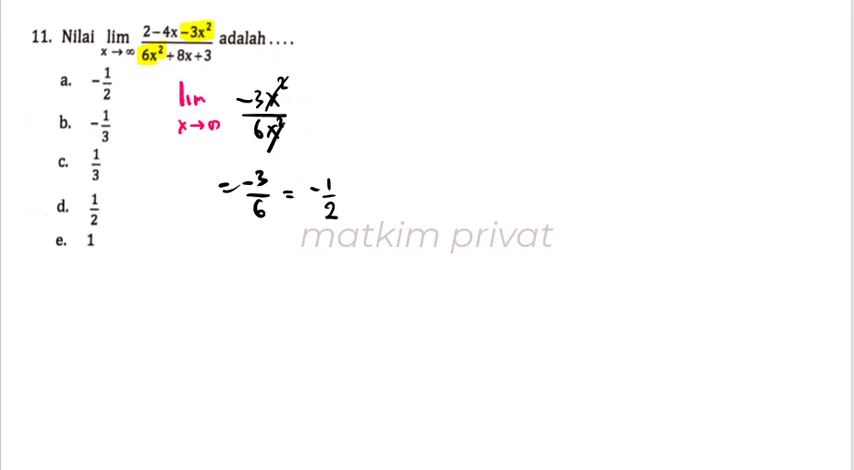 11. Nilai lim x→∞ (2−4x−3x²)/(6x²+8x+3) adalah . . . .
a. −1/2
b. −1/3
c. 1/3
d. 1/2
e. 1
lim x→∞ −3x²/6x²
= −3/6 = −1/2
matkim privat